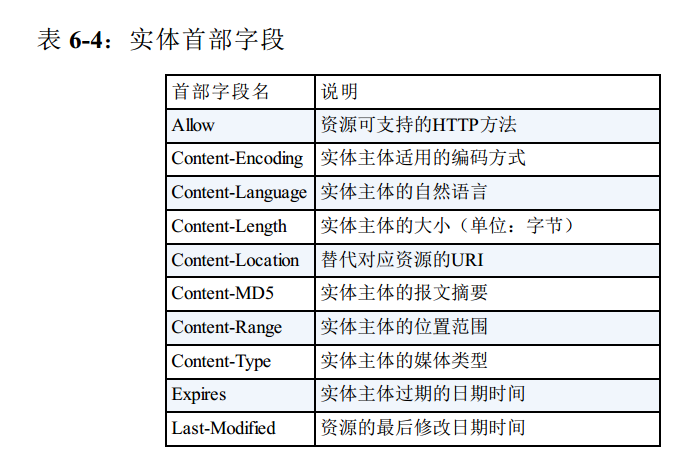 表 6-4：实体首部字段
首部字段名 说明
Allow 资源可支持的HTTP方法
Content-Encoding 实体主体适用的编码方式
Content-Language 实体主体的自然语言
Content-Length 实体主体的大小（单位：字节）
Content-Location 替代对应资源的URI
Content-MD5 实体主体的报文摘要
Content-Range 实体主体的位置范围
Content-Type 实体主体的媒体类型
Expires 实体主体过期的日期时间
Last-Modified 资源的最后修改日期时间